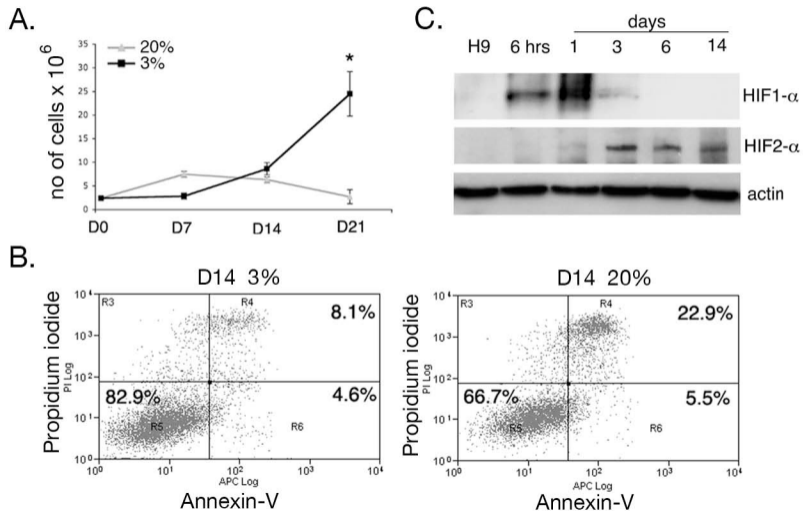 A.
20%
3%
*
no of cells x 10⁶
35
30
25
20
15
10
5
0
D0 D7 D14 D21
C.
days
H9 6 hrs 1 3 6 14
HIF1-α
HIF2-α
actin
B.
D14 3%
Propidium iodide
PI Log
10⁴
10³
10²
10¹
10⁰
R3 R4 8.1%
82.9% 4.6%
R5 R6
10⁰ 10¹ 10² 10³ 10⁴
APC Log
Annexin-V
D14 20%
Propidium iodide
PI Log
10⁴
10³
10²
10¹
10⁰
R3 R4 22.9%
66.7% 5.5%
R5 R6
10⁰ 10¹ 10² 10³ 10⁴
APC Log
Annexin-V